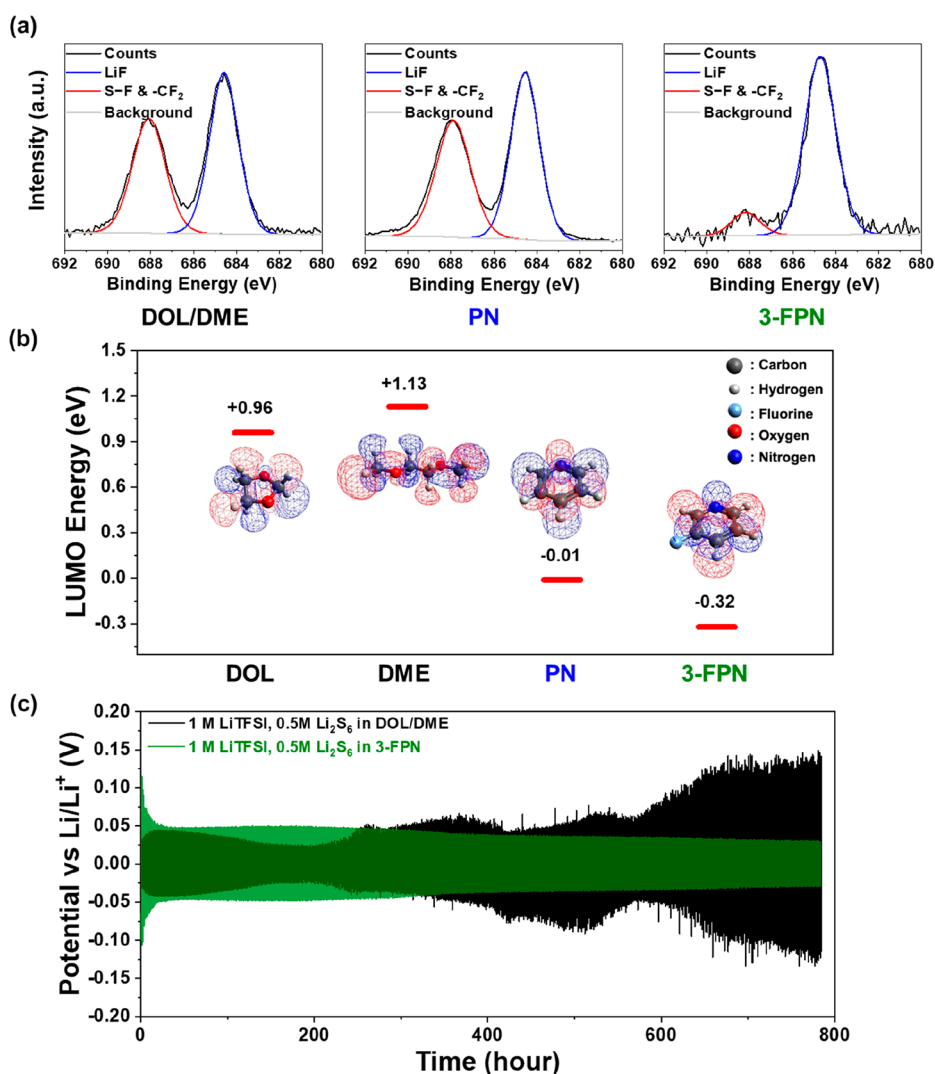 (a)
Counts
LiF
S−F & -CF₂
Background
Counts
LiF
S−F & -CF₂
Background
Counts
LiF
S−F & -CF₂
Background
Intensity (a.u.)
692 690 688 686 684 682 680
692 690 688 686 684 682 680
692 690 688 686 684 682 680
Binding Energy (eV)
Binding Energy (eV)
Binding Energy (eV)
DOL/DME
PN
3-FPN
(b)
LUMO Energy (eV)
1.5
1.2
0.9
0.6
0.3
0.0
-0.3
+0.96
+1.13
-0.01
-0.32
: Carbon
: Hydrogen
: Fluorine
: Oxygen
: Nitrogen
DOL
DME
PN
3-FPN
(c)
Potential vs Li/Li⁺ (V)
0.20
0.15
0.10
0.05
0.00
-0.05
-0.10
-0.15
-0.20
1 M LiTFSI, 0.5M Li₂S₆ in DOL/DME
1 M LiTFSI, 0.5M Li₂S₆ in 3-FPN
0 200 400 600 800
Time (hour)